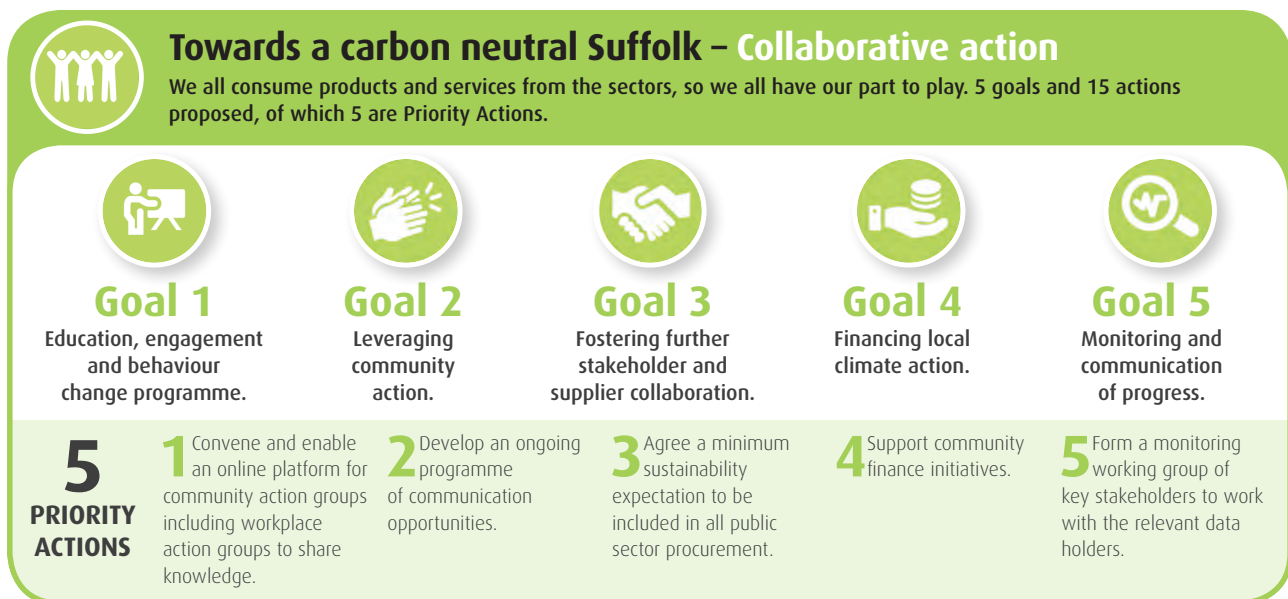 Towards a carbon neutral Suffolk – Collaborative action
We all consume products and services from the sectors, so we all have our part to play. 5 goals and 15 actions
proposed, of which 5 are Priority Actions.
Goal 1
Education, engagement
and behaviour
change programme.
Goal 2
Leveraging
community
action.
Goal 3
Fostering further
stakeholder and
supplier collaboration.
Goal 4
Financing local
climate action.
Goal 5
Monitoring and
communication
of progress.
5
PRIORITY
ACTIONS
1 Convene and enable
an online platform for
community action groups
including workplace
action groups to share
knowledge.
2 Develop an ongoing
programme
of communication
opportunities.
3 Agree a minimum
sustainability
expectation to be
included in all public
sector procurement.
4 Support community
finance initiatives.
5 Form a monitoring
working group of
key stakeholders to work
with the relevant data
holders.